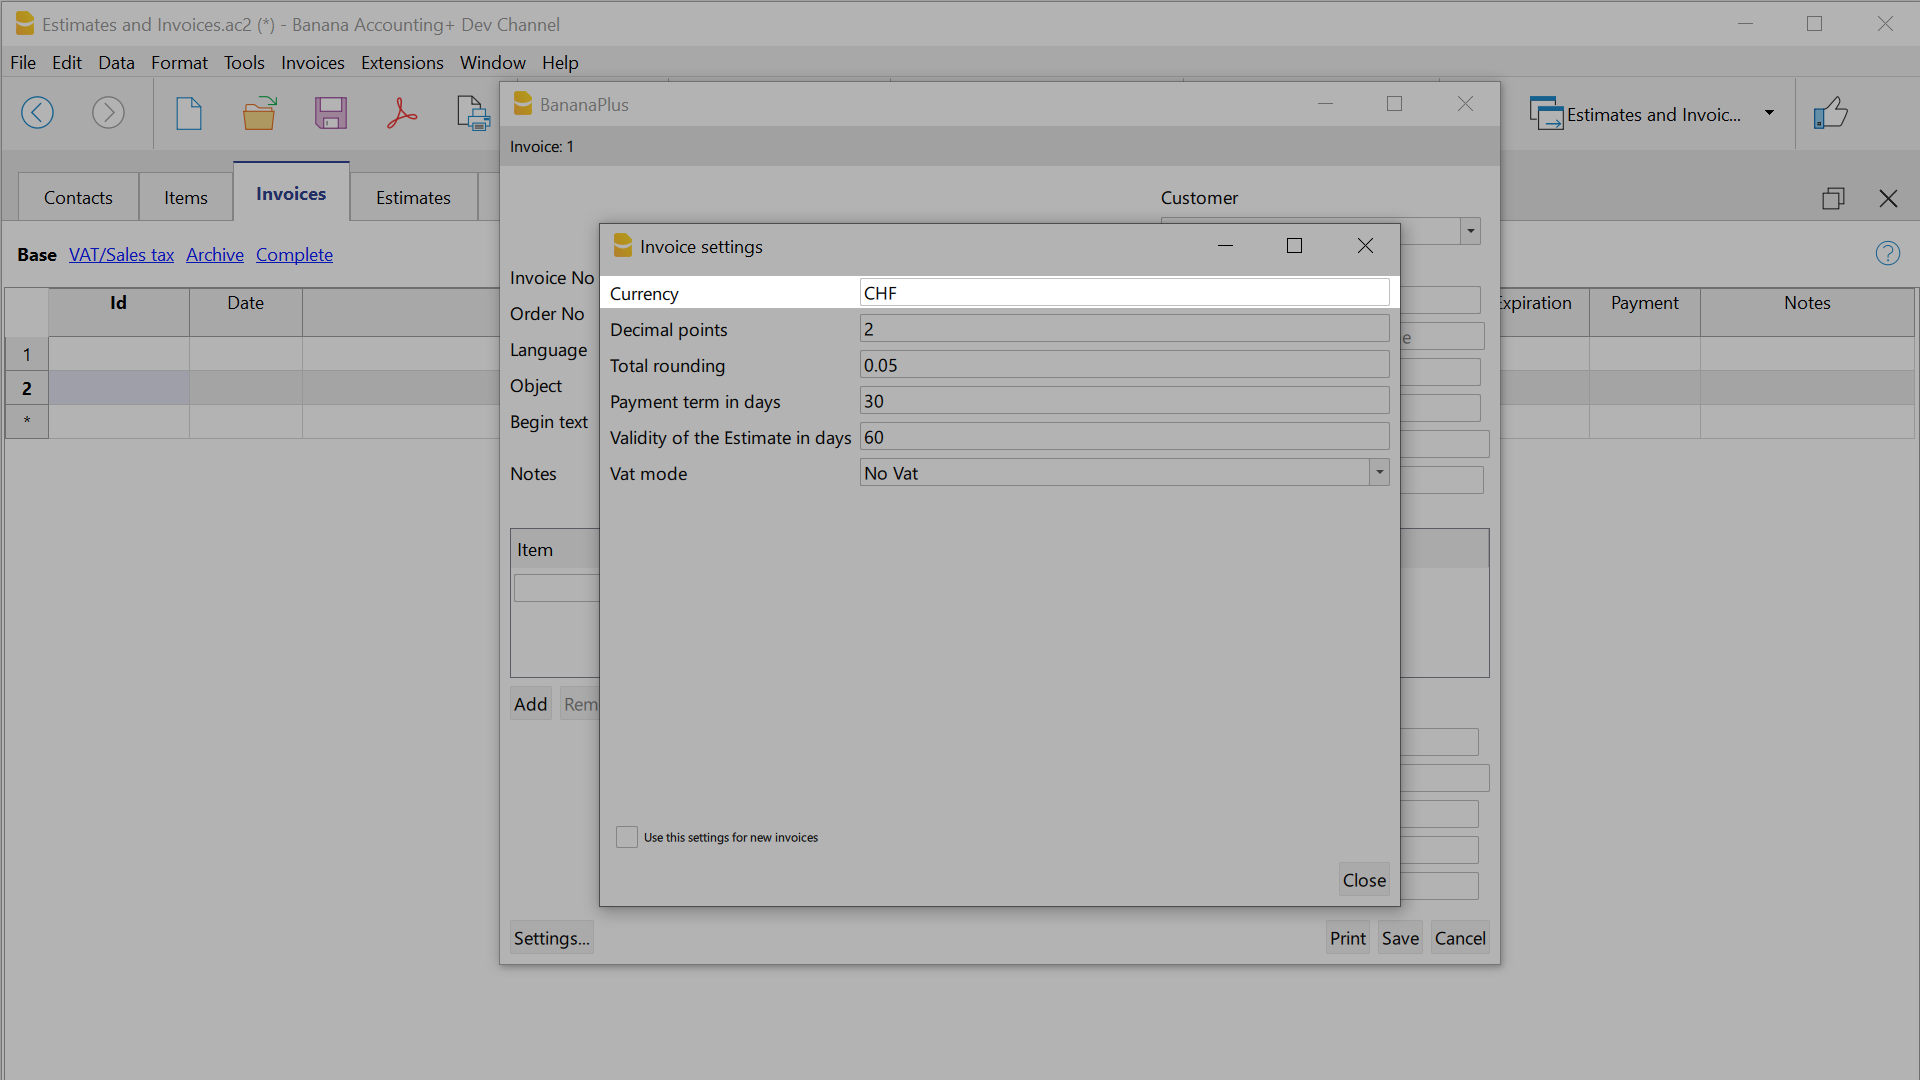 Estimates and Invoices.ac2 (*) - Banana Accounting+ Dev Channel
File Edit Data Format Tools Invoices Extensions Window Help
Estimates and Invoic...
BananaPlus
Invoice: 1
Contacts Items Invoices Estimates
Base VAT/Sales tax Archive Complete
Id Date Expiration Payment Notes
1
2
*
Customer
Invoice No
Order No
Language
Object
Begin text
Notes
Item
Add Rem
Settings... Print Save Cancel
Invoice settings
Currency CHF
Decimal points 2
Total rounding 0.05
Payment term in days 30
Validity of the Estimate in days 60
Vat mode No Vat
Use this settings for new invoices
Close